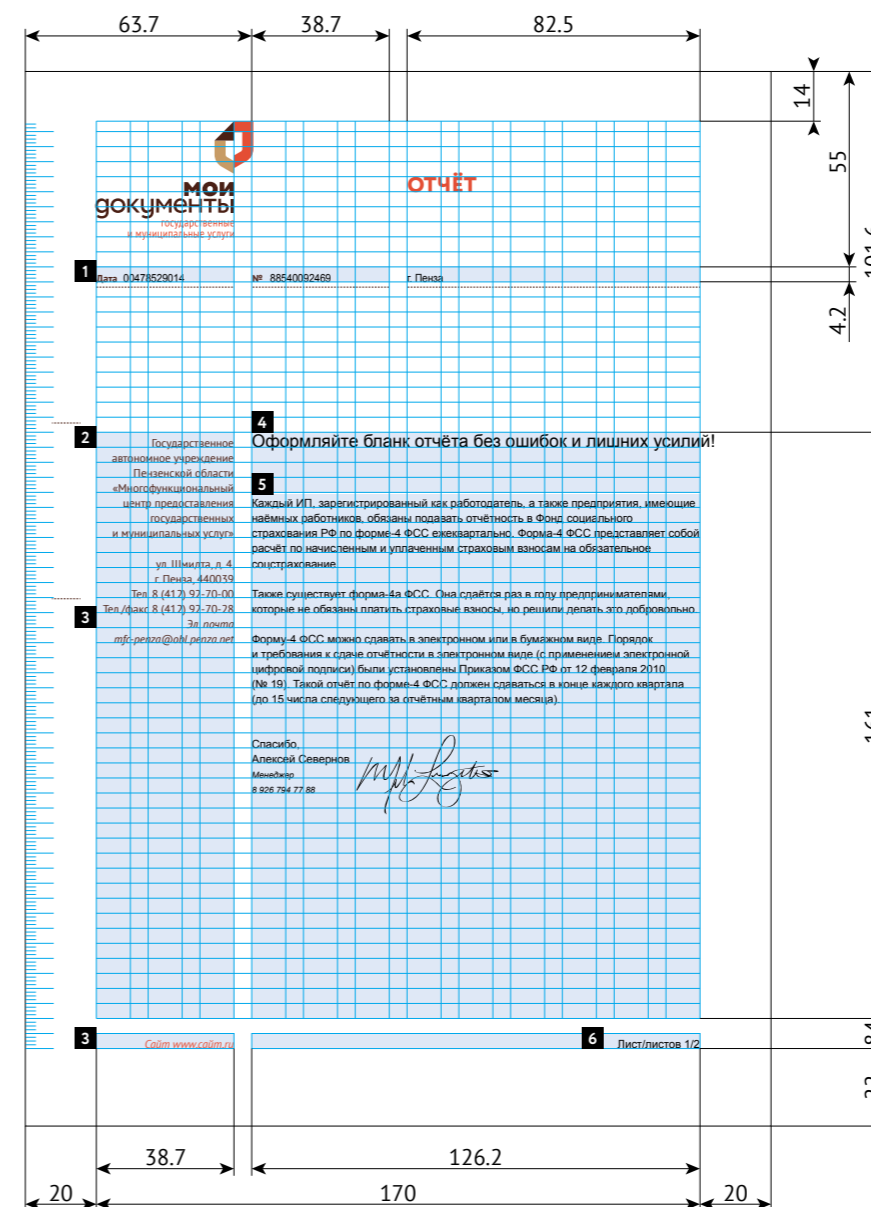 63.7 38.7 82.5
14
55
4.2
мои
документы
государственные
и муниципальные услуги
ОТЧЁТ
1 Дата 00478529014 № 88540092469 г. Пенза
2
Государственное
автономное учреждение
Пензенской области
«Многофункциональный
центр предоставления
государственных
и муниципальных услуг»
ул. Шмидта, д. 4,
г. Пенза, 440039
Тел. 8 (412) 92-70-00
Тел./факс 8 (412) 92-70-28
3
Эл. почта
mfc-penza@obl.penza.net
4
Оформляйте бланк отчёта без ошибок и лишних усилий!
5
Каждый ИП, зарегистрированный как работодатель, а также предприятия, имеющие
наёмных работников, обязаны подавать отчётность в Фонд социального
страхования РФ по форме-4 ФСС ежеквартально. Форма-4 ФСС представляет собой
расчёт по начисленным и уплаченным страховым взносам на обязательное
соцстрахование.
Также существует форма-4а ФСС. Она сдаётся раз в году предпринимателями,
которые не обязаны платить страховые взносы, но решили делать это добровольно.
Форму-4 ФСС можно сдавать в электронном или в бумажном виде. Порядок
и требования к сдаче отчётности в электронном виде (с применением электронной
цифровой подписи) были установлены Приказом ФСС РФ от 12 февраля 2010
(№ 19). Такой отчёт по форме-4 ФСС должен сдаваться в конце каждого квартала
(до 15 числа следующего за отчётным кварталом месяца).
Спасибо,
Алексей Севернов
Менеджер
8 926 794 77 88
3 Сайт www.сайт.ru
6 Лист/листов 1/2
38.7 126.2
20 170 20